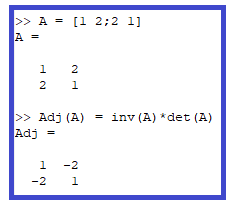 >> A = [1 2;2 1]
A =
1 2
2 1
>> Adj(A) = inv(A)*det(A)
Adj =
1 -2
-2 1